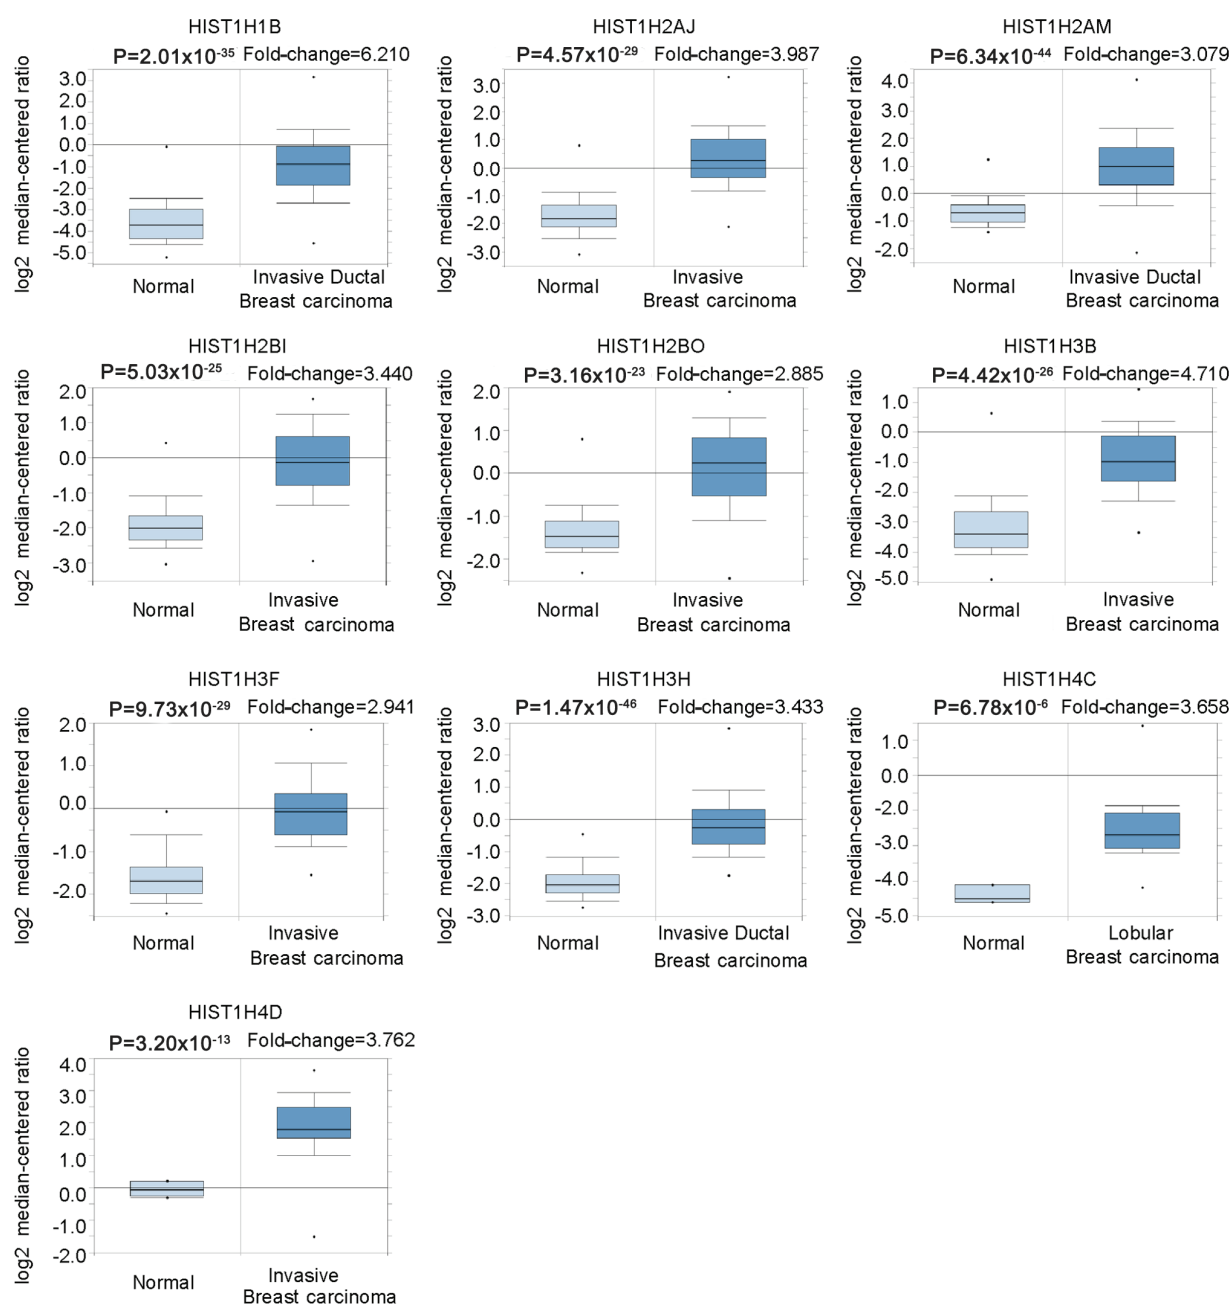 HIST1H1B
P=2.01x10-35 Fold-change=6.210
log2 median-centered ratio
3.0
2.0
1.0
0.0
-1.0
-2.0
-3.0
-4.0
-5.0
Normal
Invasive Ductal
Breast carcinoma
HIST1H2AJ
P=4.57x10-29 Fold-change=3.987
log2 median-centered ratio
3.0
2.0
1.0
0.0
-1.0
-2.0
-3.0
Normal
Invasive
Breast carcinoma
HIST1H2AM
P=6.34x10-44 Fold-change=3.079
log2 median-centered ratio
4.0
2.0
1.0
0.0
-1.0
-2.0
Normal
Invasive Ductal
Breast carcinoma
HIST1H2BI
P=5.03x10-25 Fold-change=3.440
log2 median-centered ratio
2.0
1.0
0.0
-1.0
-2.0
-3.0
Normal
Invasive
Breast carcinoma
HIST1H2BO
P=3.16x10-23 Fold-change=2.885
log2 median-centered ratio
2.0
1.0
0.0
-1.0
-2.0
Normal
Invasive
Breast carcinoma
HIST1H3B
P=4.42x10-26 Fold-change=4.710
log2 median-centered ratio
1.0
0.0
-1.0
-2.0
-3.0
-4.0
-5.0
Normal
Invasive
Breast carcinoma
HIST1H3F
P=9.73x10-29 Fold-change=2.941
log2 median-centered ratio
2.0
1.0
0.0
-1.0
-2.0
Normal
Invasive
Breast carcinoma
HIST1H3H
P=1.47x10-46 Fold-change=3.433
log2 median-centered ratio
3.0
2.0
1.0
0.0
-1.0
-2.0
-3.0
Normal
Invasive Ductal
Breast carcinoma
HIST1H4C
P=6.78x10-6 Fold-change=3.658
log2 median-centered ratio
1.0
0.0
-2.0
-3.0
-4.0
-5.0
Normal
Lobular
Breast carcinoma
HIST1H4D
P=3.20x10-13 Fold-change=3.762
log2 median-centered ratio
4.0
3.0
2.0
1.0
0.0
-1.0
-2.0
Normal
Invasive
Breast carcinoma